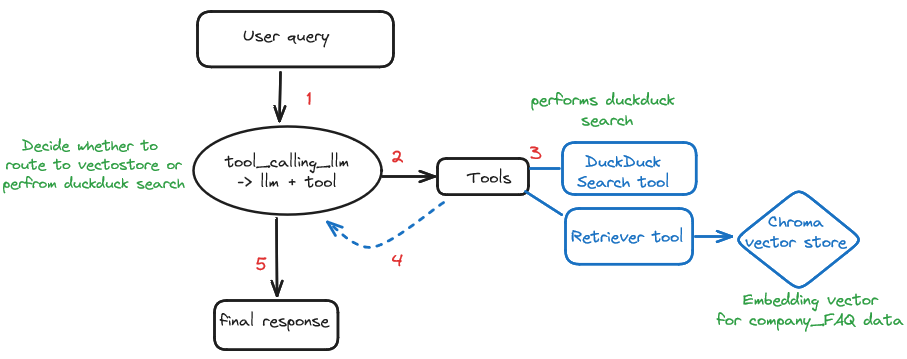 User query
1
Decide whether to
route to vectostore or
perfrom duckduck search
tool_calling_llm
-> llm + tool
2
Tools
3
performs duckduck
search
DuckDuck
Search tool
Retriever tool
Chroma
vector store
Embedding vector
for company_FAQ data
4
5
final response